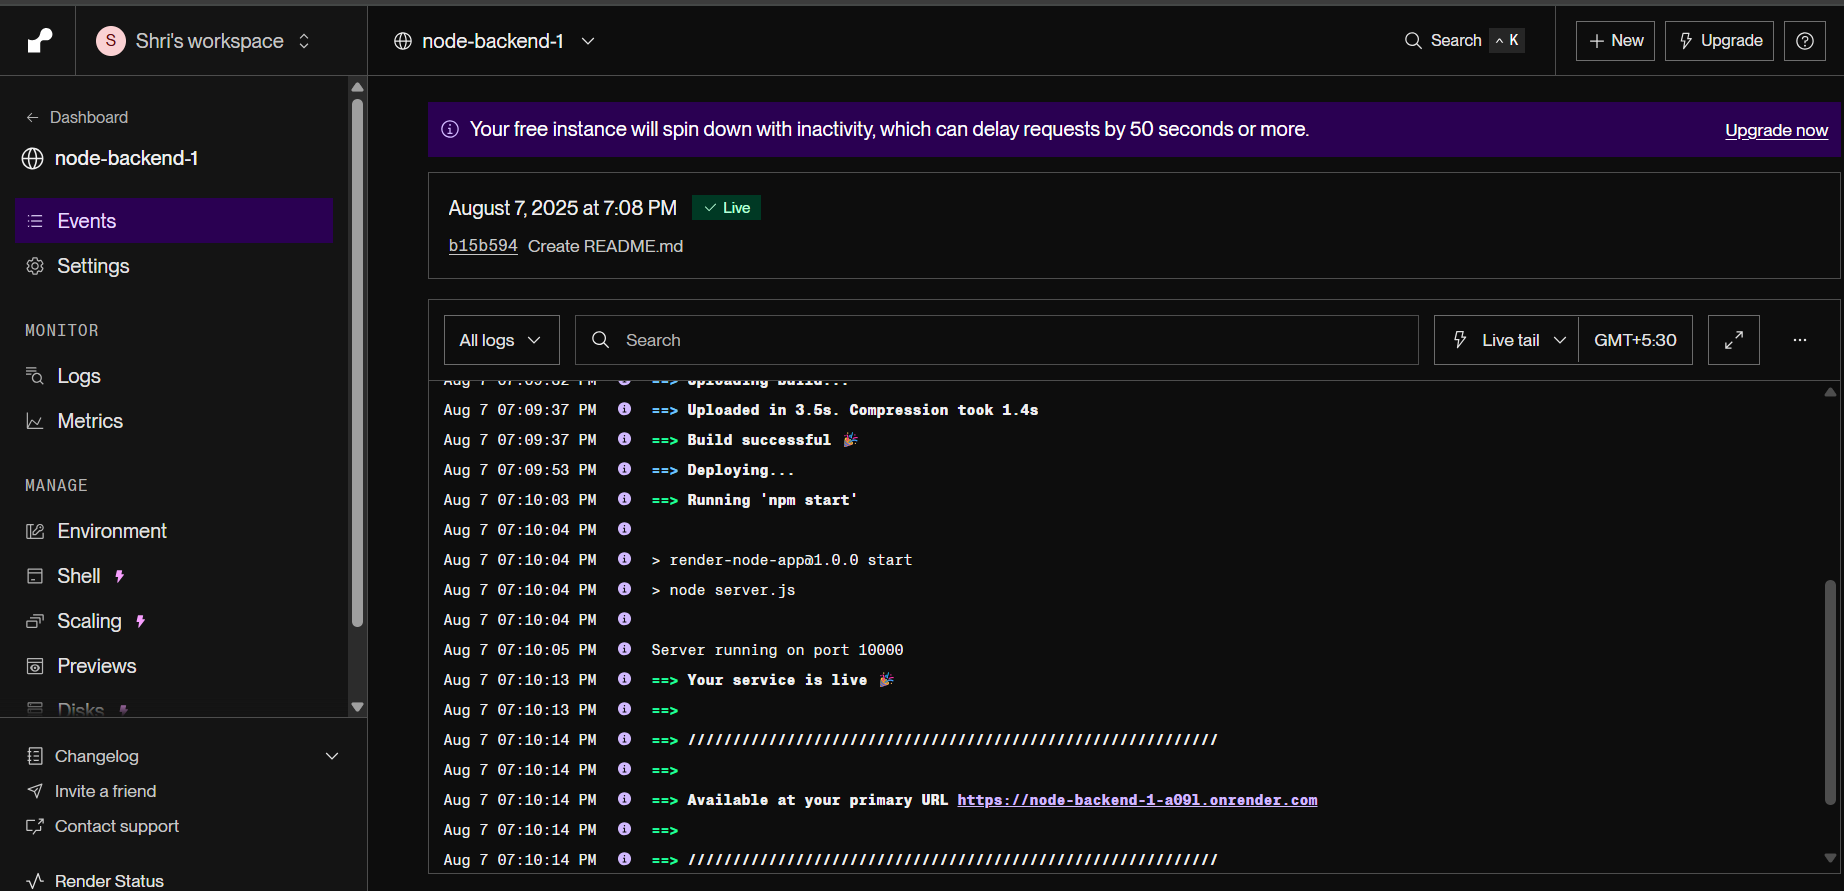 S Shri's workspace
node-backend-1
Search ^ K
+ New
Upgrade
← Dashboard
node-backend-1
Events
Settings
MONITOR
Logs
Metrics
MANAGE
Environment
Shell
Scaling
Previews
Disks
Changelog
Invite a friend
Contact support
Render Status
Your free instance will spin down with inactivity, which can delay requests by 50 seconds or more.
Upgrade now
August 7, 2025 at 7:08 PM ✓ Live
b15b594 Create README.md
All logs
Search
Live tail
GMT+5:30
...
Aug 7 07:09:32 PM ==> Uploading build...
Aug 7 07:09:37 PM ==> Uploaded in 3.5s. Compression took 1.4s
Aug 7 07:09:37 PM ==> Build successful 🎉
Aug 7 07:09:53 PM ==> Deploying...
Aug 7 07:10:03 PM ==> Running 'npm start'
Aug 7 07:10:04 PM
Aug 7 07:10:04 PM > render-node-app@1.0.0 start
Aug 7 07:10:04 PM > node server.js
Aug 7 07:10:04 PM
Aug 7 07:10:05 PM Server running on port 10000
Aug 7 07:10:13 PM ==> Your service is live 🎉
Aug 7 07:10:13 PM ==>
Aug 7 07:10:14 PM ==> ///////////////////////////////////////////////////////////
Aug 7 07:10:14 PM ==>
Aug 7 07:10:14 PM ==> Available at your primary URL https://node-backend-1-a09l.onrender.com
Aug 7 07:10:14 PM ==>
Aug 7 07:10:14 PM ==> ///////////////////////////////////////////////////////////